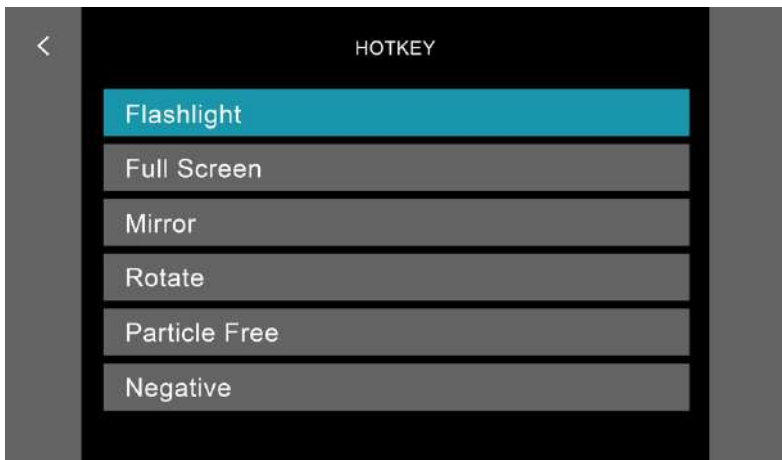 HOTKEY
Flashlight
Full Screen
Mirror
Rotate
Particle Free
Negative